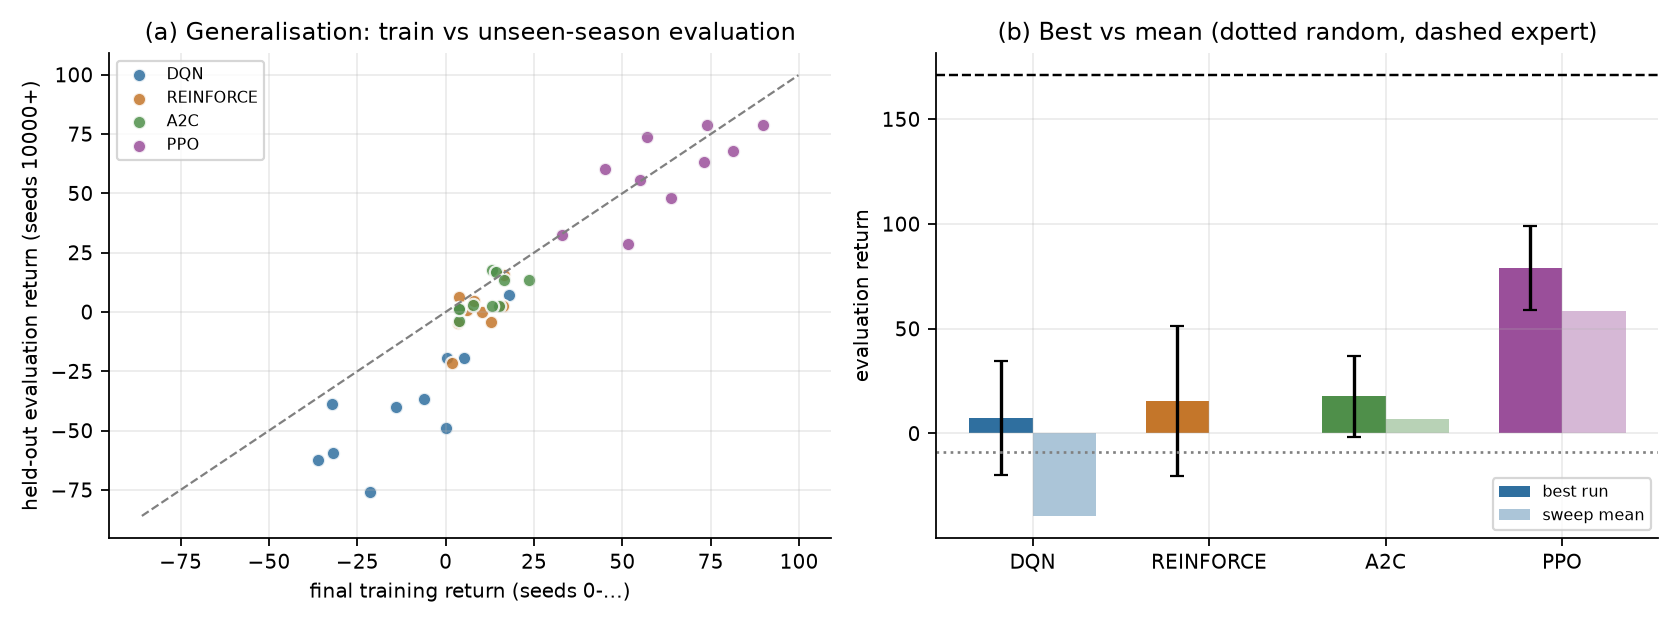 (a) Generalisation: train vs unseen-season evaluation
held-out evaluation return (seeds 10000+)
100
75
50
25
0
−25
−50
−75
DQN
REINFORCE
A2C
PPO
−75
−50
−25
0
25
50
75
100
final training return (seeds 0-...)
(b) Best vs mean (dotted random, dashed expert)
evaluation return
150
100
50
0
best run
sweep mean
DQN
REINFORCE
A2C
PPO